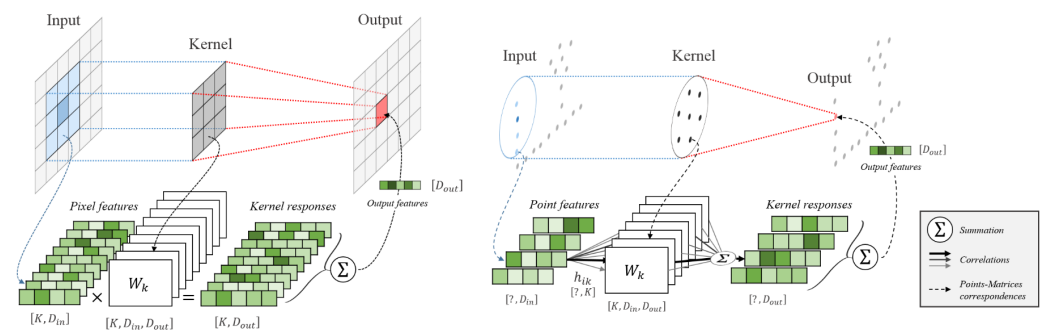 Input
Kernel
Output
[D_out]
Output features
Pixel features
Kernel responses
W_k
Σ
×
=
[K, D_in]
[K, D_in, D_out]
[K, D_out]
Input
Kernel
Output
[D_out]
Output features
Point features
Kernel responses
h_ik
[?, K]
W_k
Σ
Σ
[?, D_in]
[K, D_in, D_out]
[?, D_out]
Σ Summation
Correlations
Points-Matrices
correspondences